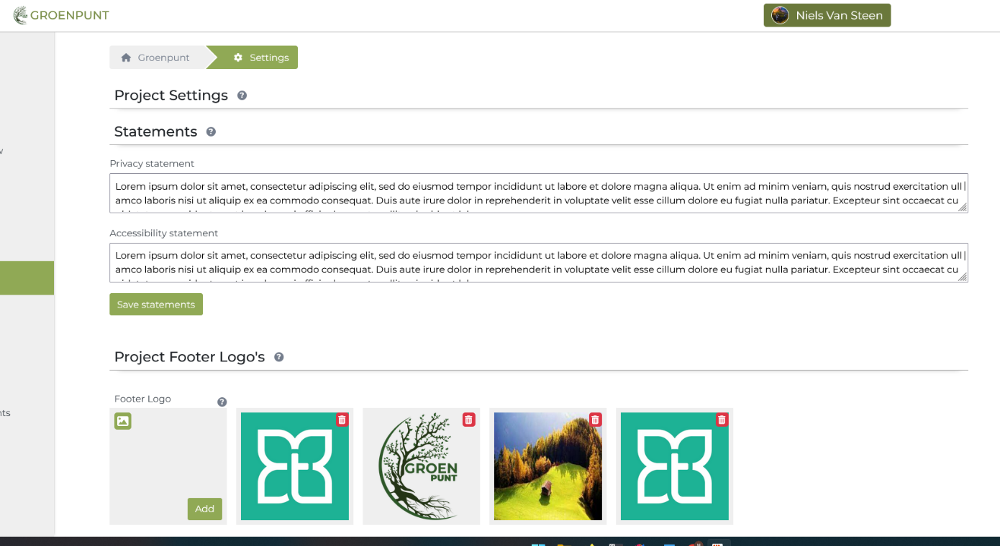 GROENPUNT
Niels Van Steen
Groenpunt
Settings
Project Settings
Statements
Privacy statement
Lorem ipsum dolor sit amet, consectetur adipiscing elit, sed do eiusmod tempor incididunt ut labore et dolore magna aliqua. Ut enim ad minim veniam, quis nostrud exercitation ull
amco laboris nisi ut aliquip ex ea commodo consequat. Duis aute irure dolor in reprehenderit in voluptate velit esse cillum dolore eu fugiat nulla pariatur. Excepteur sint occaecat cu
Accessibility statement
Lorem ipsum dolor sit amet, consectetur adipiscing elit, sed do eiusmod tempor incididunt ut labore et dolore magna aliqua. Ut enim ad minim veniam, quis nostrud exercitation ull
amco laboris nisi ut aliquip ex ea commodo consequat. Duis aute irure dolor in reprehenderit in voluptate velit esse cillum dolore eu fugiat nulla pariatur. Excepteur sint occaecat cu
Save statements
Project Footer Logo's
nts
Footer Logo
GROEN
PUNT
Add